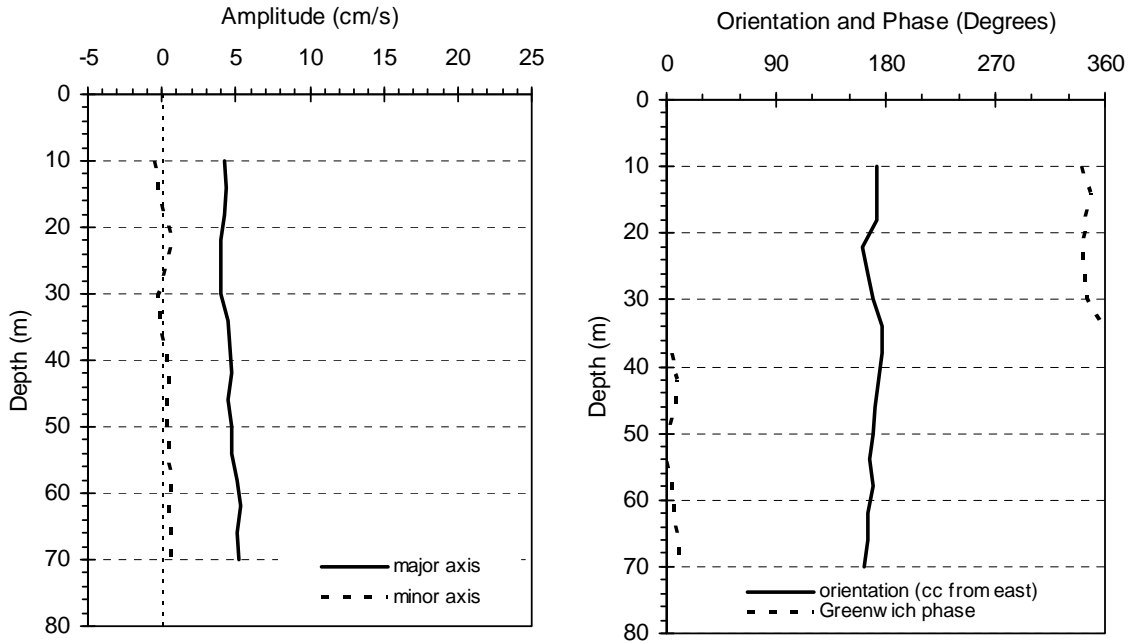 Amplitude (cm/s)
-5 0 5 10 15 20 25
0
10
20
30
40
50
60
70
80
Depth (m)
major axis
minor axis
Orientation and Phase (Degrees)
0 90 180 270 360
0
10
20
30
40
50
60
70
80
Depth (m)
orientation (cc from east)
Greenwich phase